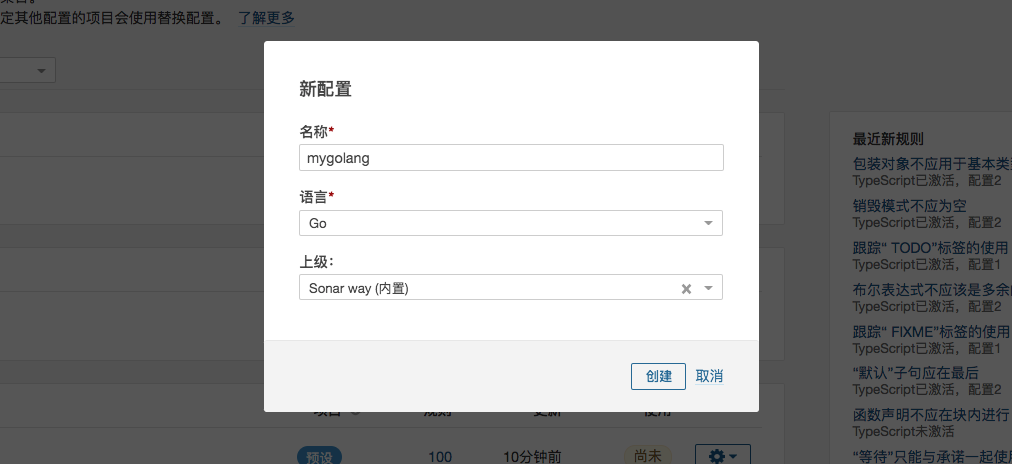 定其他配置的项目会使用替换配置。 了解更多
新配置
名称*
mygolang
语言*
Go
上级：
Sonar way (内置)
创建 取消
最近新规则
包装对象不应用于基本类
TypeScript已激活，配置2
销毁模式不应为空
TypeScript已激活，配置2
跟踪“ TODO”标签的使用
TypeScript已激活，配置1
布尔表达式不应该是多余
TypeScript已激活，配置2
跟踪“ FIXME”标签的使用
TypeScript已激活，配置1
“默认”子句应在最后
TypeScript已激活，配置2
函数声明不应在块内进行
TypeScript未激活
“等待”只能与承诺一起使用
项目 规则 更新 使用
预设 100 10分钟前 尚未